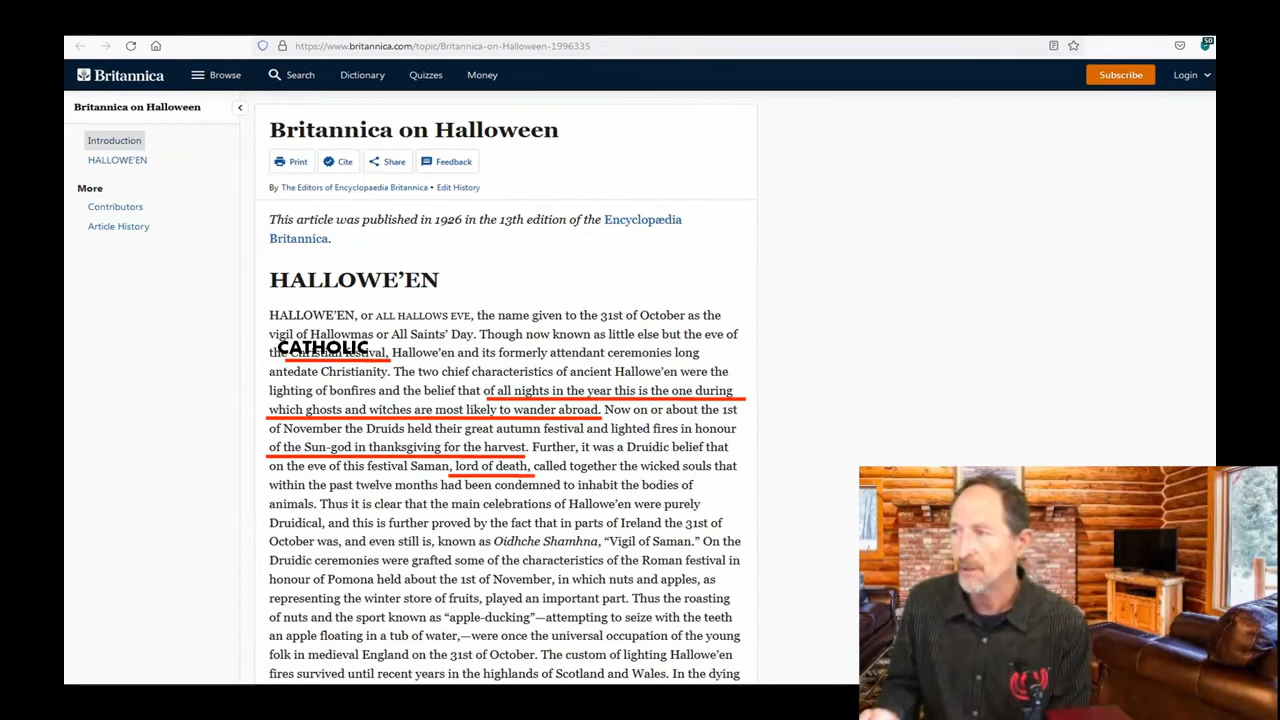 https://www.britannica.com/topic/Britannica-on-Halloween-1996335
50
Britannica Browse Search Dictionary Quizzes Money Subscribe Login
Britannica on Halloween
Introduction
HALLOWE'EN
More
Contributors
Article History
Britannica on Halloween
Print Cite Share Feedback
By The Editors of Encyclopaedia Britannica • Edit History
This article was published in 1926 in the 13th edition of the Encyclopædia
Britannica.
HALLOWE’EN
HALLOWE’EN, or ALL HALLOWS EVE, the name given to the 31st of October as the
vigil of Hallowmas or All Saints’ Day. Though now known as little else but the eve of
CATHOLIC
the Christian festival, Hallowe’en and its formerly attendant ceremonies long
antedate Christianity. The two chief characteristics of ancient Hallowe’en were the
lighting of bonfires and the belief that of all nights in the year this is the one during
which ghosts and witches are most likely to wander abroad. Now on or about the 1st
of November the Druids held their great autumn festival and lighted fires in honour
of the Sun-god in thanksgiving for the harvest. Further, it was a Druidic belief that
on the eve of this festival Saman, lord of death, called together the wicked souls that
within the past twelve months had been condemned to inhabit the bodies of
animals. Thus it is clear that the main celebrations of Hallowe’en were purely
Druidical, and this is further proved by the fact that in parts of Ireland the 31st of
October was, and even still is, known as Oidhche Shamhna, “Vigil of Saman.” On the
Druidic ceremonies were grafted some of the characteristics of the Roman festival in
honour of Pomona held about the 1st of November, in which nuts and apples, as
representing the winter store of fruits, played an important part. Thus the roasting
of nuts and the sport known as “apple-ducking”—attempting to seize with the teeth
an apple floating in a tub of water,—were once the universal occupation of the young
folk in medieval England on the 31st of October. The custom of lighting Hallowe’en
fires survived until recent years in the highlands of Scotland and Wales. In the dying